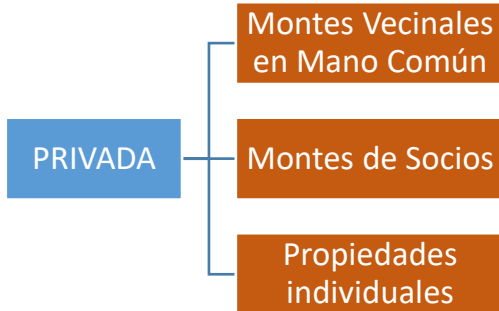 PRIVADA
Montes Vecinales
en Mano Común
Montes de Socios
Propiedades
individuales